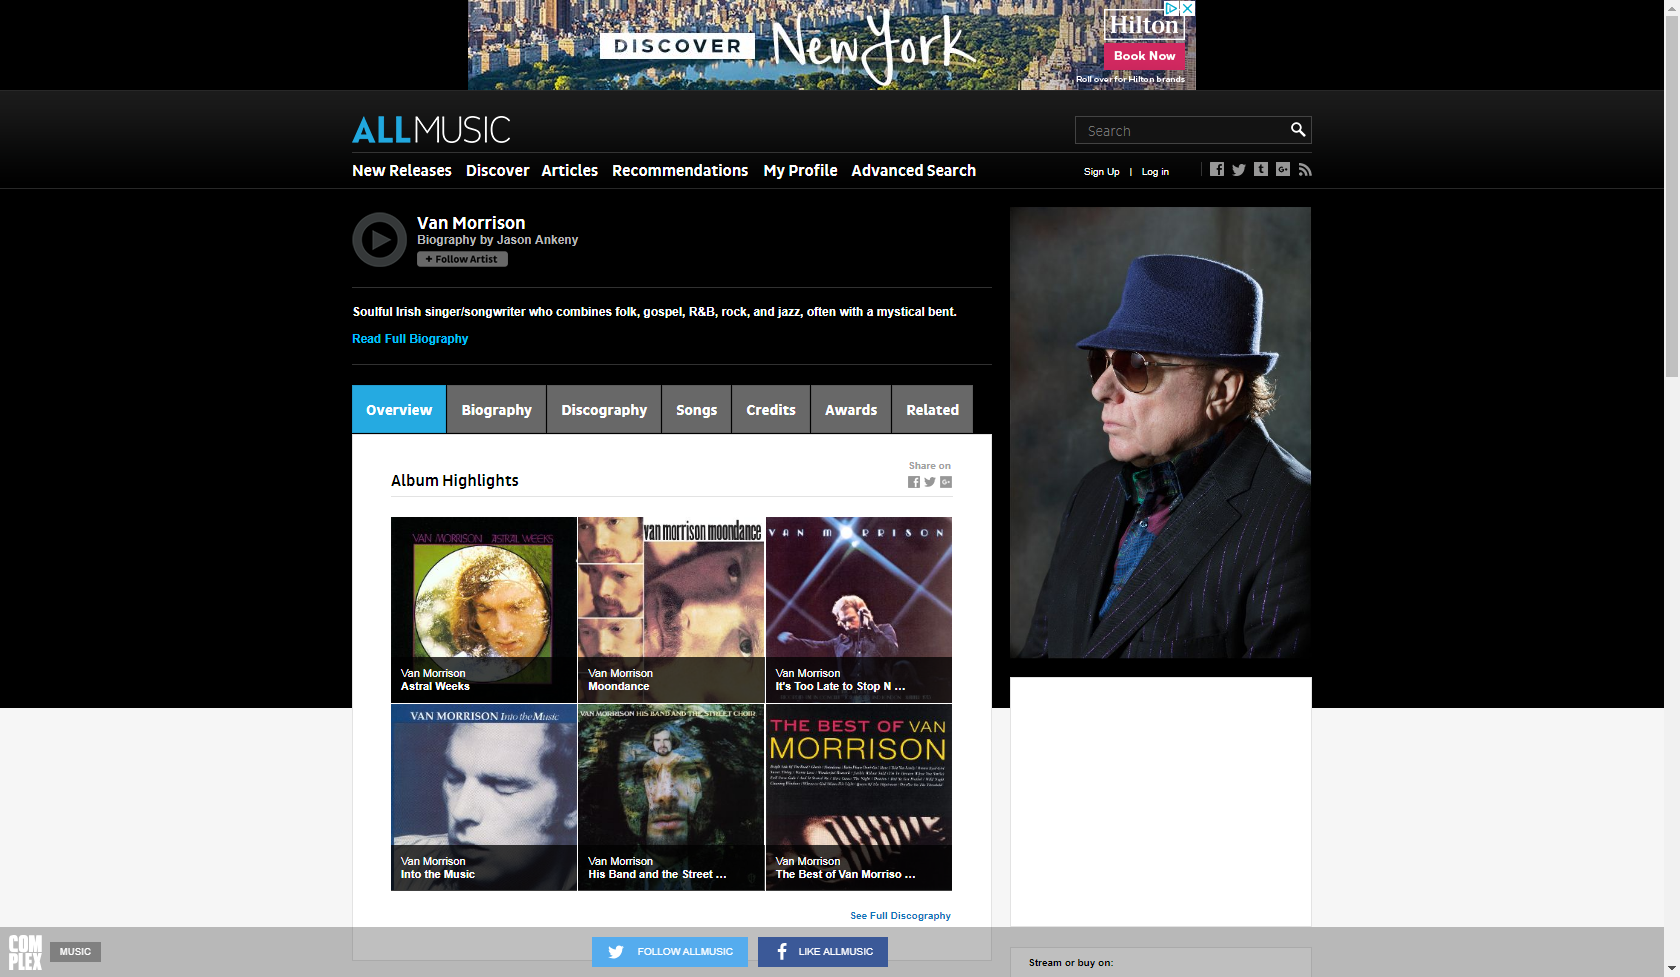 DISCOVER New York
Hilton
Book Now
Roll over for Hilton brands
ALLMUSIC
Search
New Releases Discover Articles Recommendations My Profile Advanced Search
Sign Up | Log in
Van Morrison
Biography by Jason Ankeny
+ Follow Artist
Soulful Irish singer/songwriter who combines folk, gospel, R&B, rock, and jazz, often with a mystical bent.
Read Full Biography
Overview Biography Discography Songs Credits Awards Related
Share on
Album Highlights
VAN MORRISON ASTRAL WEEKS
Van Morrison
Astral Weeks
van morrison moondance
Van Morrison
Moondance
VAN MORRISON
Van Morrison
It's Too Late to Stop N ...
VAN MORRISON Into the Music
Van Morrison
Into the Music
VAN MORRISON HIS BAND AND THE STREET CHOIR
Van Morrison
His Band and the Street ...
THE BEST OF VAN
MORRISON
Van Morrison
The Best of Van Morriso ...
See Full Discography
Stream or buy on:
COM
PLEX
MUSIC
FOLLOW ALLMUSIC
LIKE ALLMUSIC